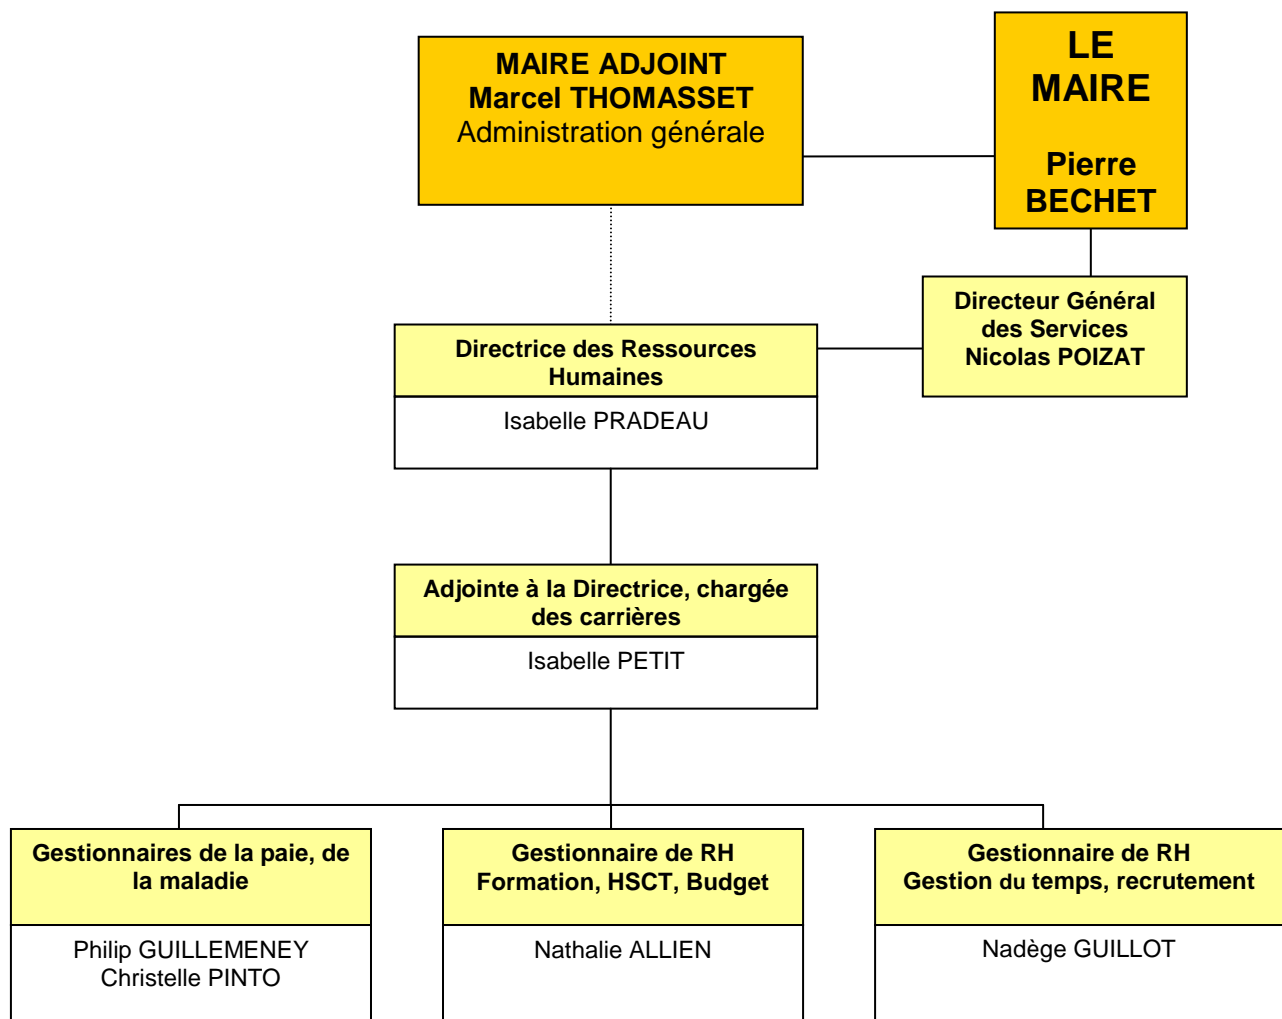 MAIRE ADJOINT
Marcel THOMASSET
Administration générale
LE
MAIRE
Pierre
BECHET
Directeur Général
des Services
Nicolas POIZAT
Directrice des Ressources
Humaines
Isabelle PRADEAU
Adjointe à la Directrice, chargée
des carrières
Isabelle PETIT
Gestionnaires de la paie, de
la maladie
Philip GUILLEMENEY
Christelle PINTO
Gestionnaire de RH
Formation, HSCT, Budget
Nathalie ALLIEN
Gestionnaire de RH
Gestion du temps, recrutement
Nadège GUILLOT